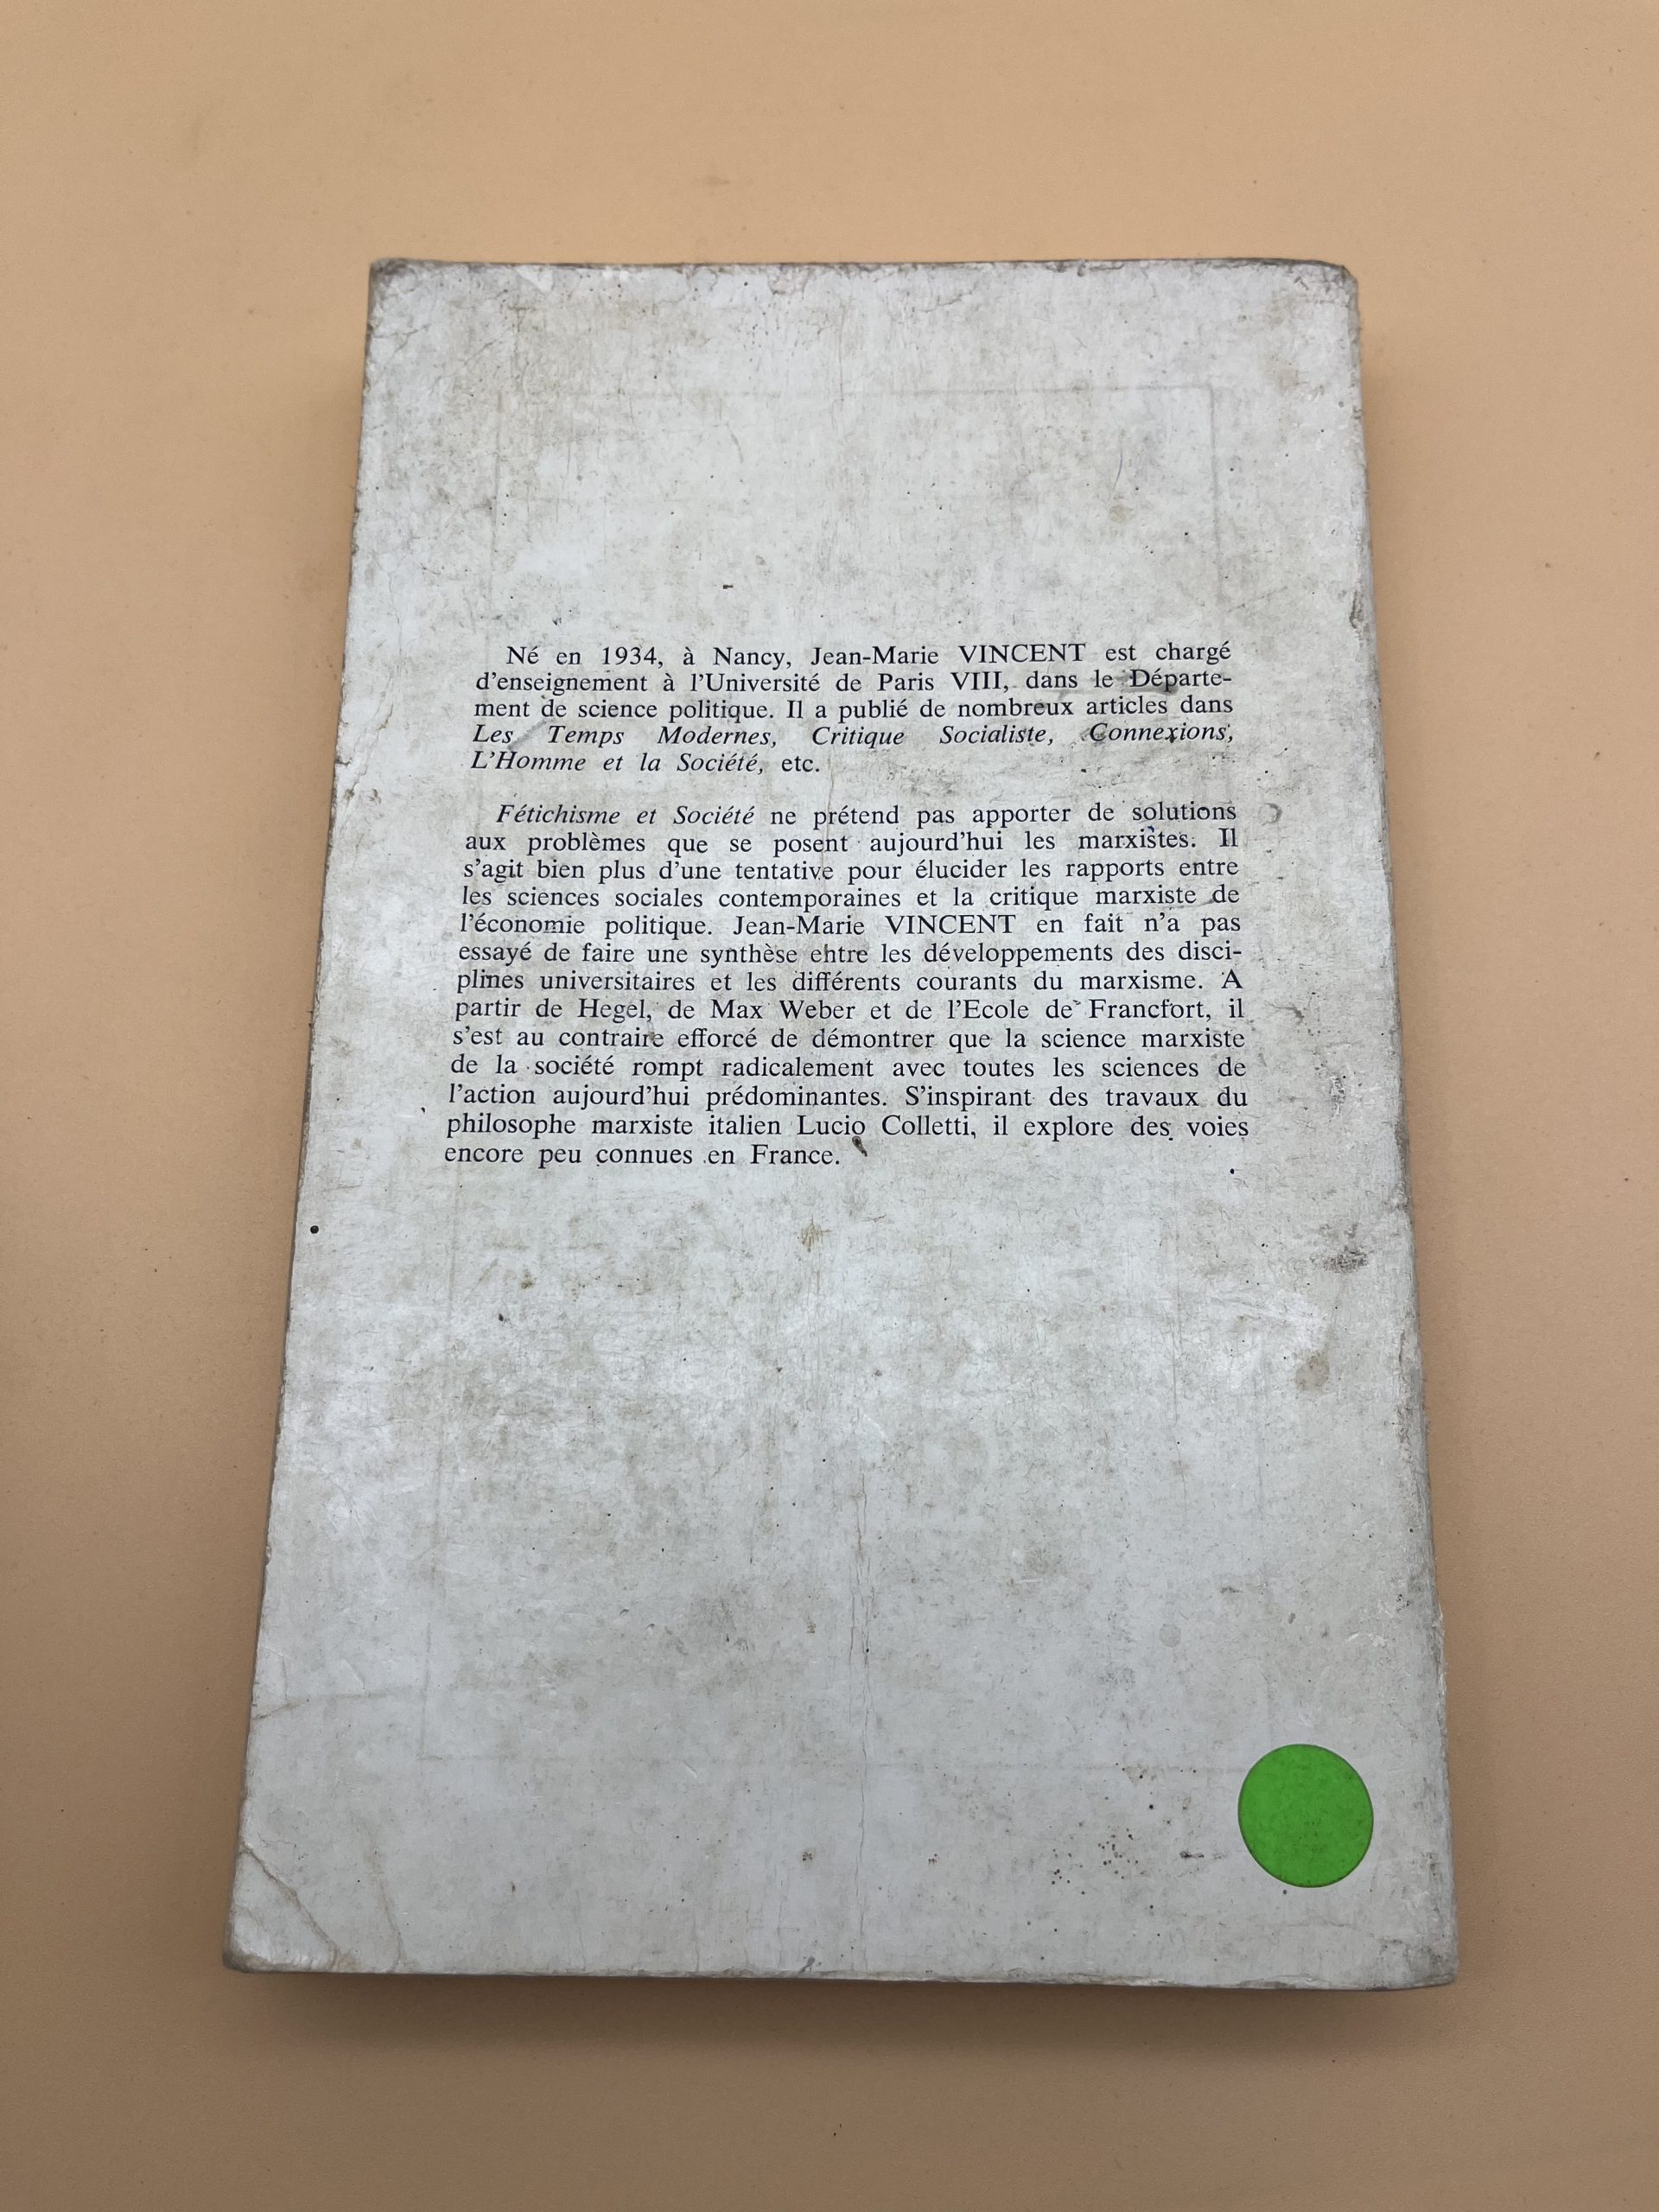 Né en 1934, à Nancy, Jean-Marie VINCENT est chargé
d'enseignement à l'Université de Paris VIII, dans le Départe-
ment de science politique. Il a publié de nombreux articles dans
Les Temps Modernes, Critique Socialiste, Connexions,
L'Homme et la Société, etc.
Fétichisme et Société ne prétend pas apporter de solutions
aux problèmes que se posent aujourd'hui les marxistes. Il
s'agit bien plus d'une tentative pour élucider les rapports entre
les sciences sociales contemporaines et la critique marxiste de
l'économie politique. Jean-Marie VINCENT en fait n'a pas
essayé de faire une synthèse entre les développements des disci-
plines universitaires et les différents courants du marxisme. A
partir de Hegel, de Max Weber et de l'Ecole de Francfort, il
s'est au contraire efforcé de démontrer que la science marxiste
de la société rompt radicalement avec toutes les sciences de
l'action aujourd'hui prédominantes. S'inspirant des travaux du
philosophe marxiste italien Lucio Colletti, il explore des voies
encore peu connues en France.